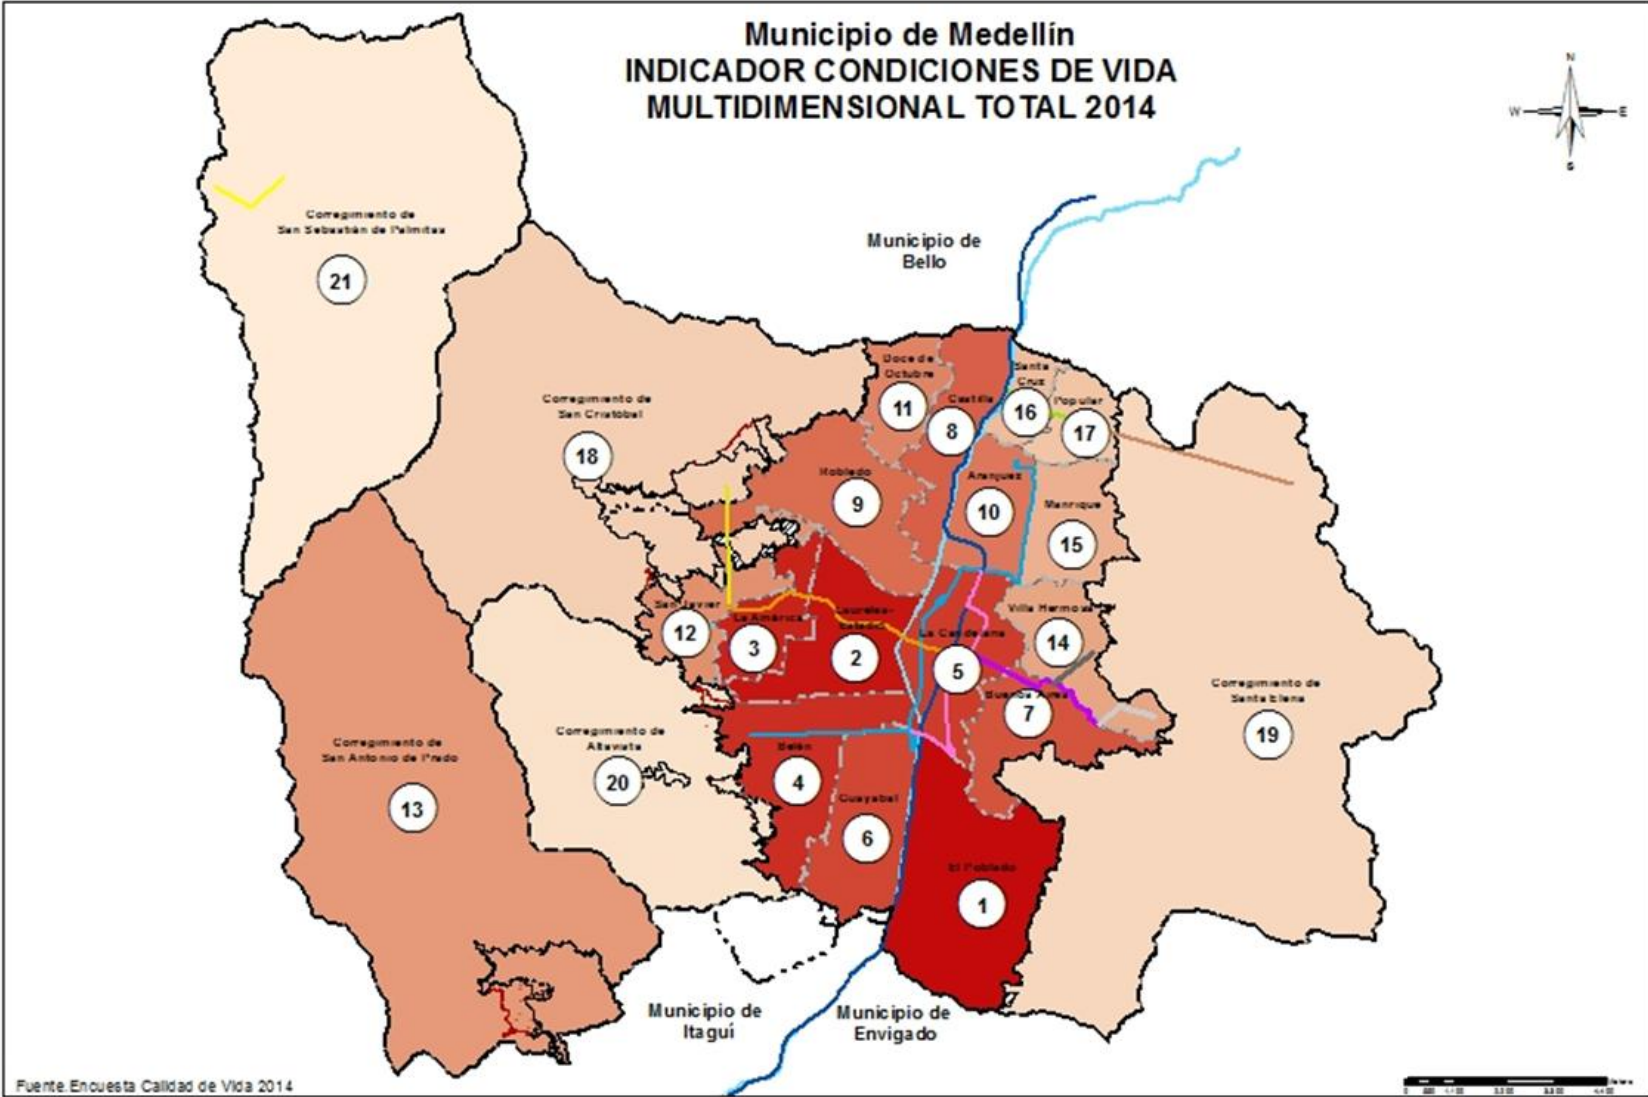 Municipio de Medellín
INDICADOR CONDICIONES DE VIDA
MULTIDIMENSIONAL TOTAL 2014
N
W
E
S
Corregimiento de
San Sebastián de Palmitas
21
Municipio de
Bello
Corregimiento de
San Cristóbal
18
Doce de
Octubre
11
Castilla
8
Santa
Cruz
16
Popular
17
Robledo
9
Aranjuez
10
Manrique
15
San Javier
12
La América
3
Laureles-
Estadio
2
La Candelaria
5
Villa Hermosa
14
Buenos Aires
7
Corregimiento de
Santa Elena
19
Corregimiento de
San Antonio de Prado
13
Corregimiento de
Altavista
20
Belén
4
Guayabal
6
El Poblado
1
Municipio de
Itaguí
Municipio de
Envigado
Fuente.Encuesta Calidad de Vida 2014